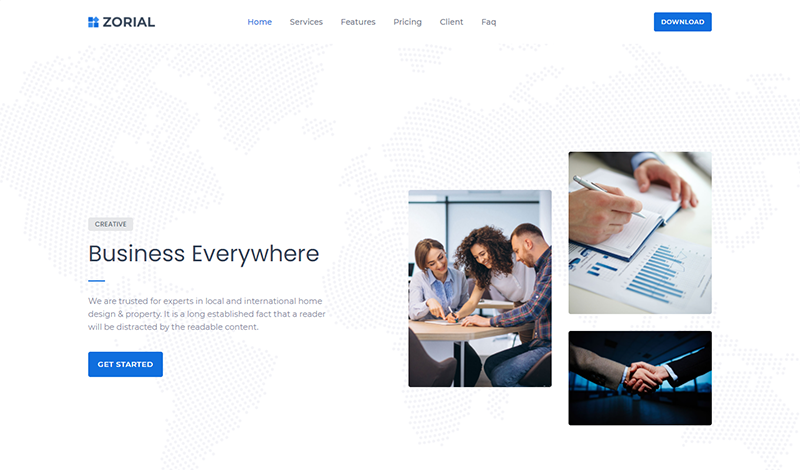 ZORIAL
Home Services Features Pricing Client Faq
DOWNLOAD
CREATIVE
Business Everywhere
We are trusted for experts in local and international home
design & property. It is a long established fact that a reader
will be distracted by the readable content.
GET STARTED